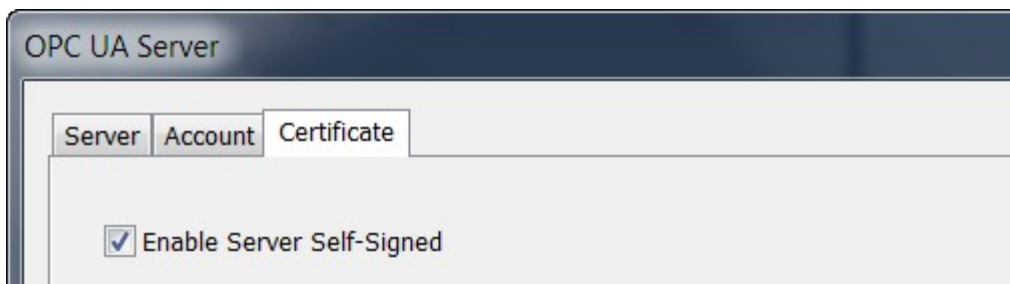 OPC UA Server
Server Account Certificate
Enable Server Self-Signed